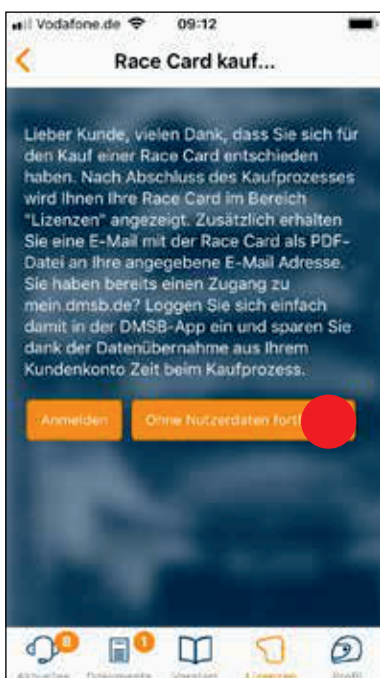 Vodafone.de 09:12
Race Card kauf...
Lieber Kunde, vielen Dank, dass Sie sich für
den Kauf einer Race Card entschieden
haben. Nach Abschluss des Kaufprozesses
wird Ihnen Ihre Race Card im Bereich
"Lizenzen" angezeigt. Zusätzlich erhalten
Sie eine E-Mail mit der Race Card als PDF-
Datei an Ihre angegebene E-Mail Adresse.
Sie haben bereits einen Zugang zu
mein.dmsb.de? Loggen Sie sich einfach
damit in der DMSB-App ein und sparen Sie
dank der Datenübernahme aus Ihrem
Kundenkonto Zeit beim Kaufprozess.
Anmelden Ohne Nutzerdaten
8 1
Aktuelles Dokumente Lizenzen Profil